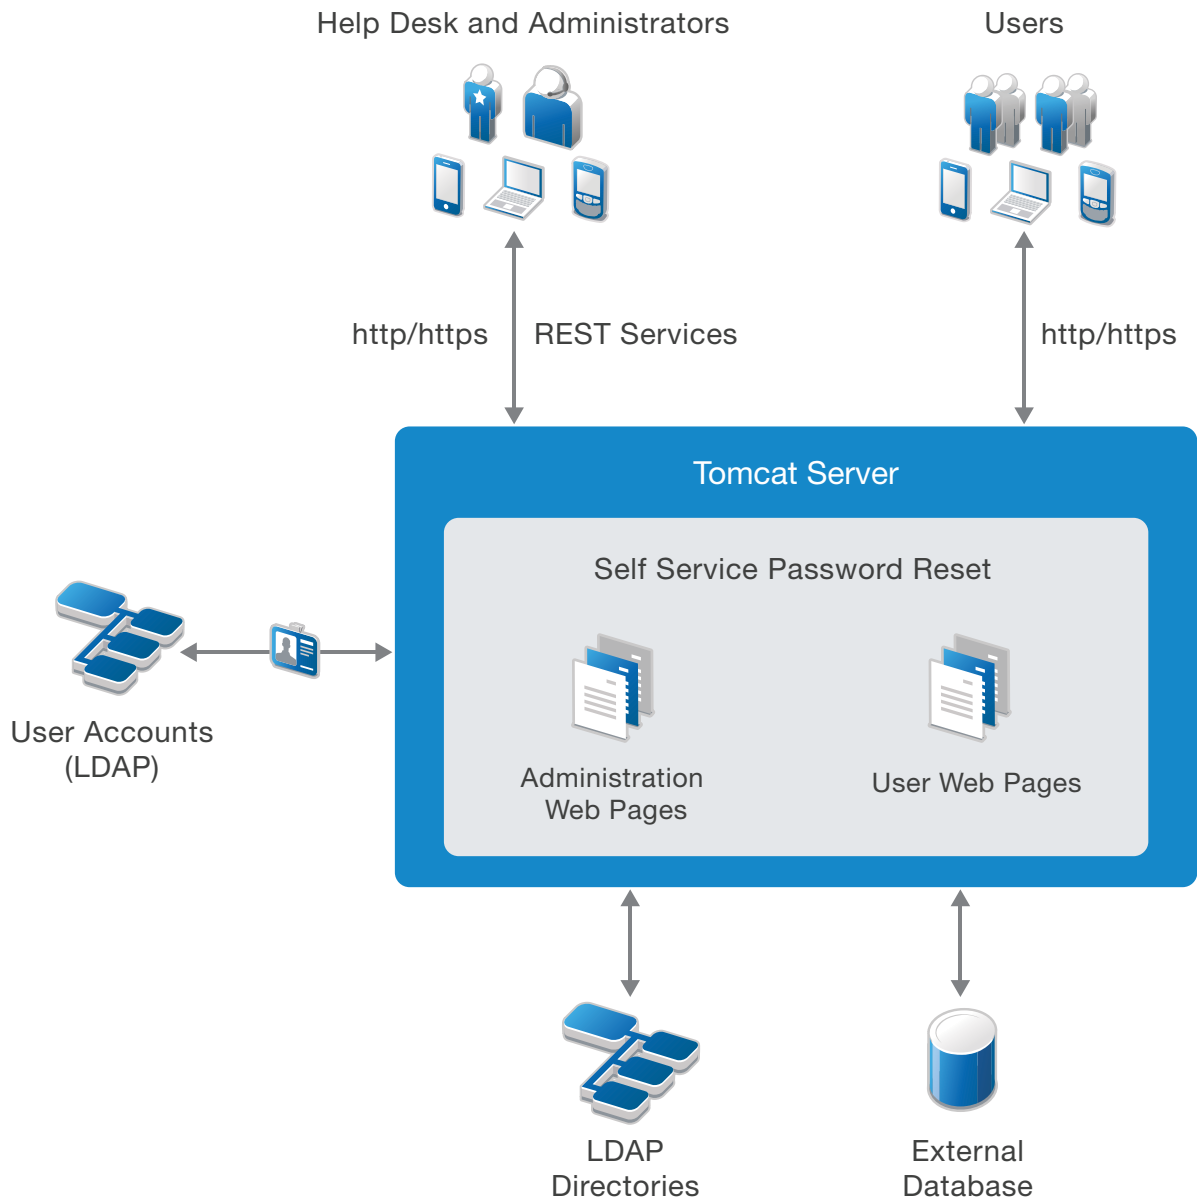 Help Desk and Administrators
Users
http/https
REST Services
http/https
Tomcat Server
Self Service Password Reset
User Accounts
(LDAP)
Administration
Web Pages
User Web Pages
LDAP
Directories
External
Database